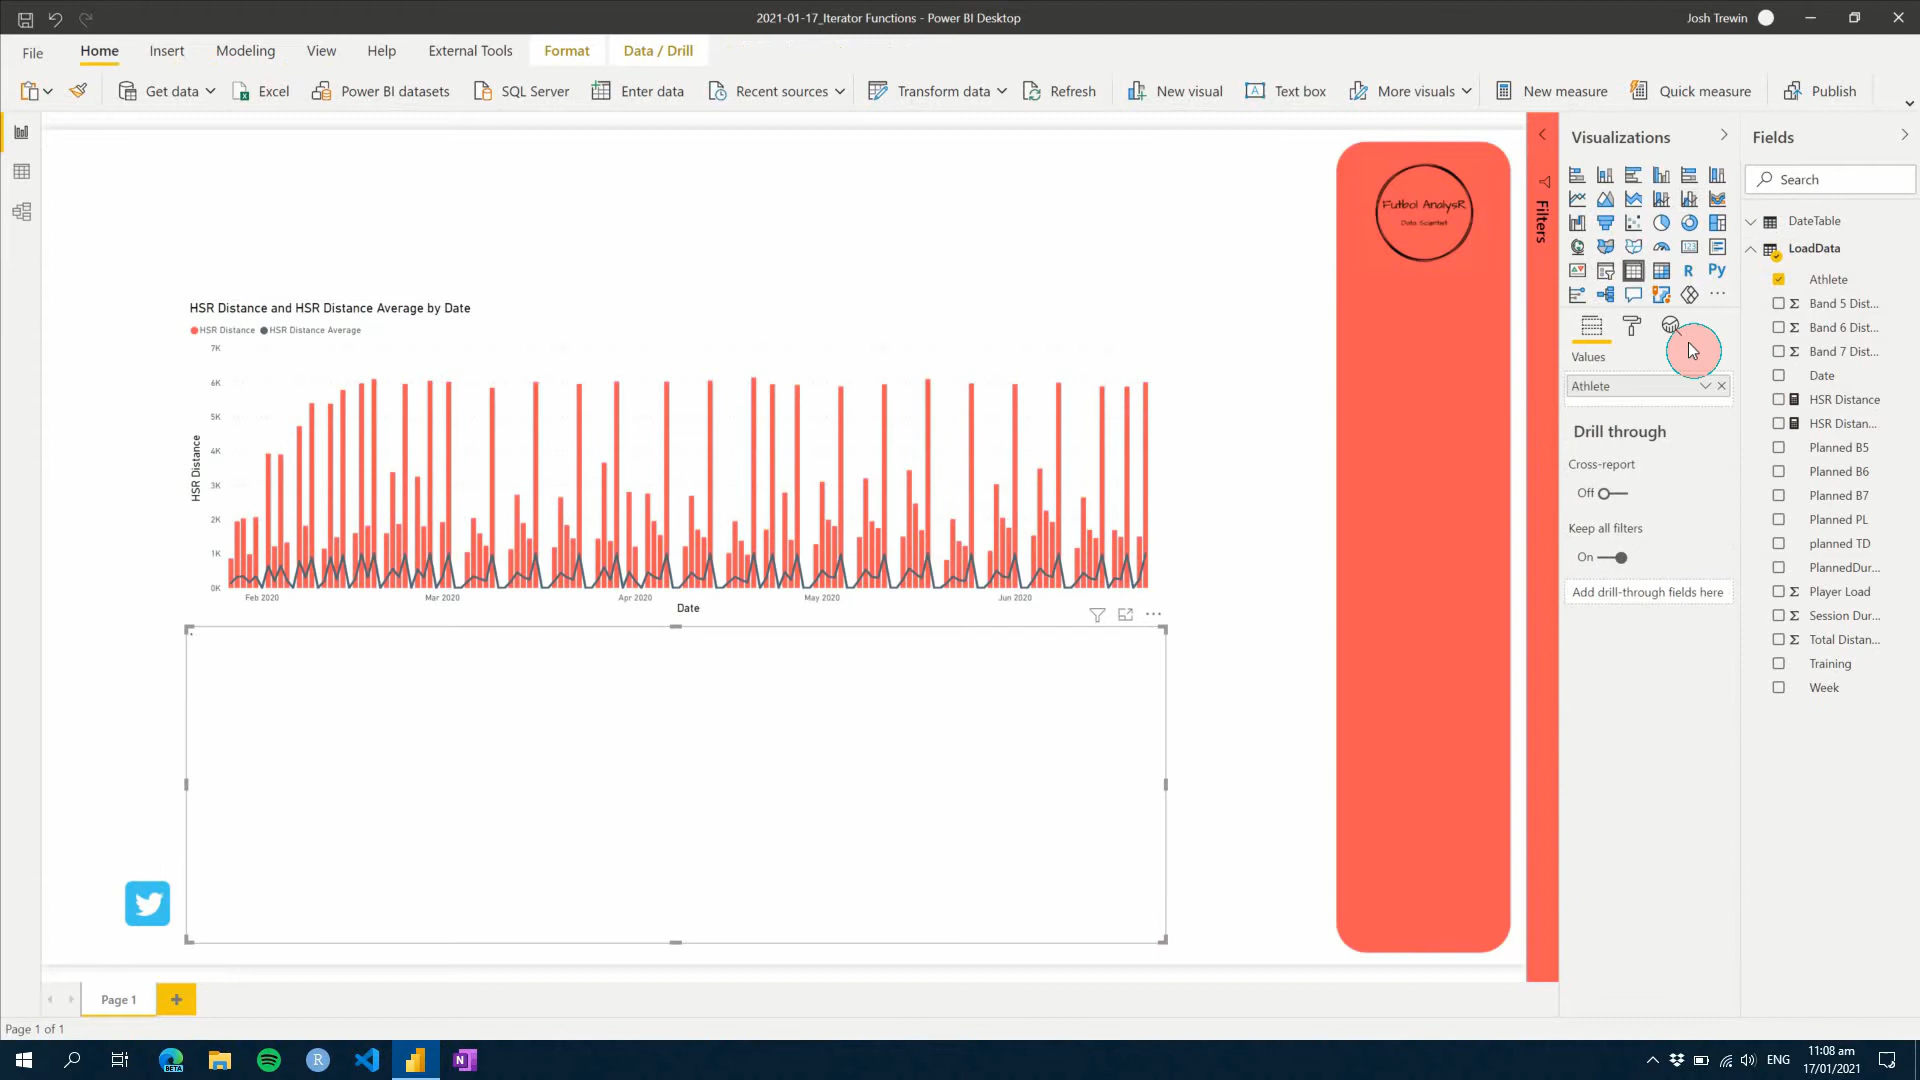 2021-01-17_Iterator Functions - Power BI Desktop
Josh Trewin
File
Home
Insert
Modeling
View
Help
External Tools
Format
Data / Drill
Get data
Excel
Power BI datasets
SQL Server
Enter data
Recent sources
Transform data
Refresh
New visual
Text box
More visuals
New measure
Quick measure
Publish
Futbol AnalysR
Data Scientist
HSR Distance and HSR Distance Average by Date
HSR Distance
HSR Distance Average
7K
6K
5K
4K
3K
2K
1K
0K
HSR Distance
Feb 2020
Mar 2020
Apr 2020
May 2020
Jun 2020
Date
Filters
Visualizations
123
R
Py
Values
Athlete
Drill through
Cross-report
Off
Keep all filters
On
Add drill-through fields here
Fields
Search
DateTable
LoadData
Athlete
Band 5 Dist...
Band 6 Dist...
Band 7 Dist...
Date
HSR Distance
HSR Distan...
Planned B5
Planned B6
Planned B7
Planned PL
planned TD
PlannedDur...
Player Load
Session Dur...
Total Distan...
Training
Week
Page 1
Page 1 of 1
BETA
R
N
ENG
11:08 am
17/01/2021